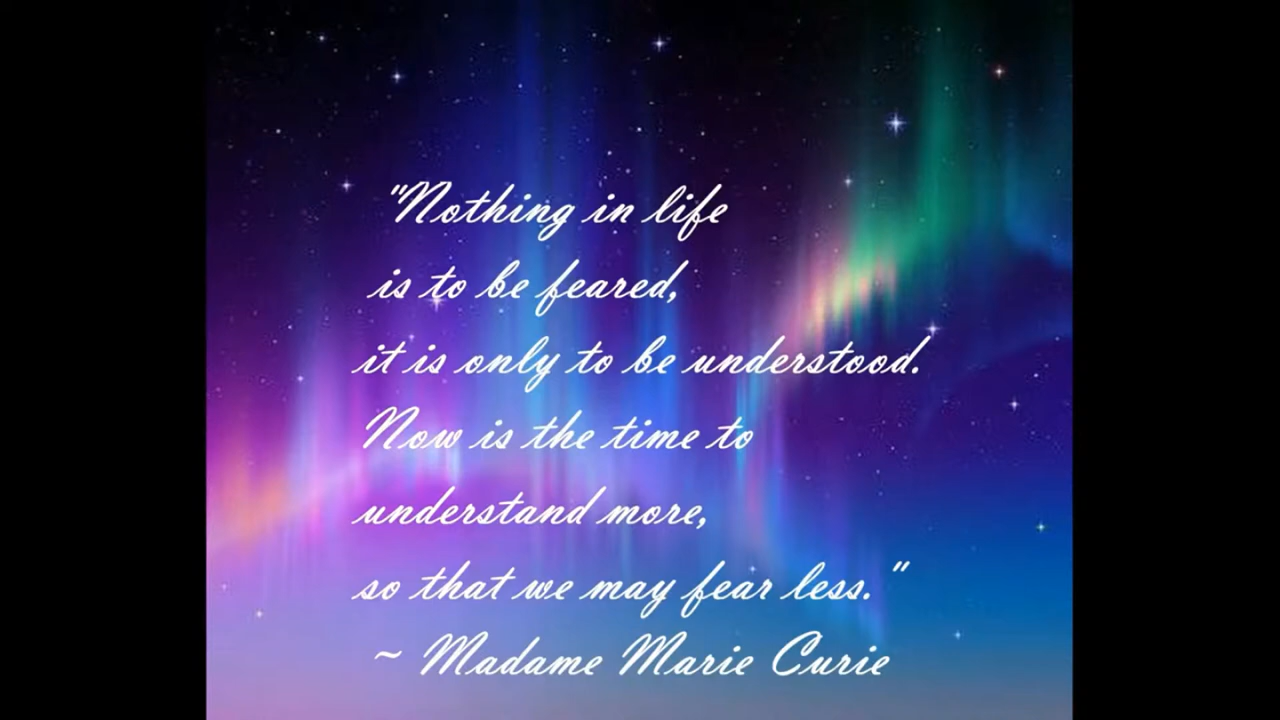 "Nothing in life
is to be feared,
it is only to be understood.
Now is the time to
understand more,
so that we may fear less."
~ Madame Marie Curie